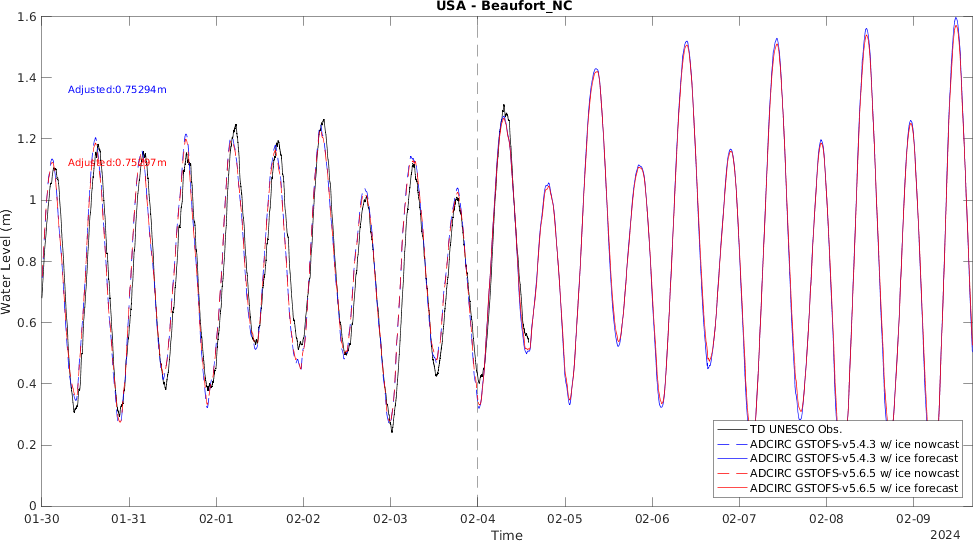 USA - Beaufort_NC
1.6
1.4
1.2
1
0.8
0.6
0.4
0.2
0
Water Level (m)
Adjusted:0.75294m
TD UNESCO Obs.
ADCIRC GSTOFS-v5.4.3 w/ ice nowcast
ADCIRC GSTOFS-v5.4.3 w/ ice forecast
ADCIRC GSTOFS-v5.6.5 w/ ice nowcast
ADCIRC GSTOFS-v5.6.5 w/ ice forecast
01-30 01-31 02-01 02-02 02-03 02-04 02-05 02-06 02-07 02-08 02-09
Time
2024